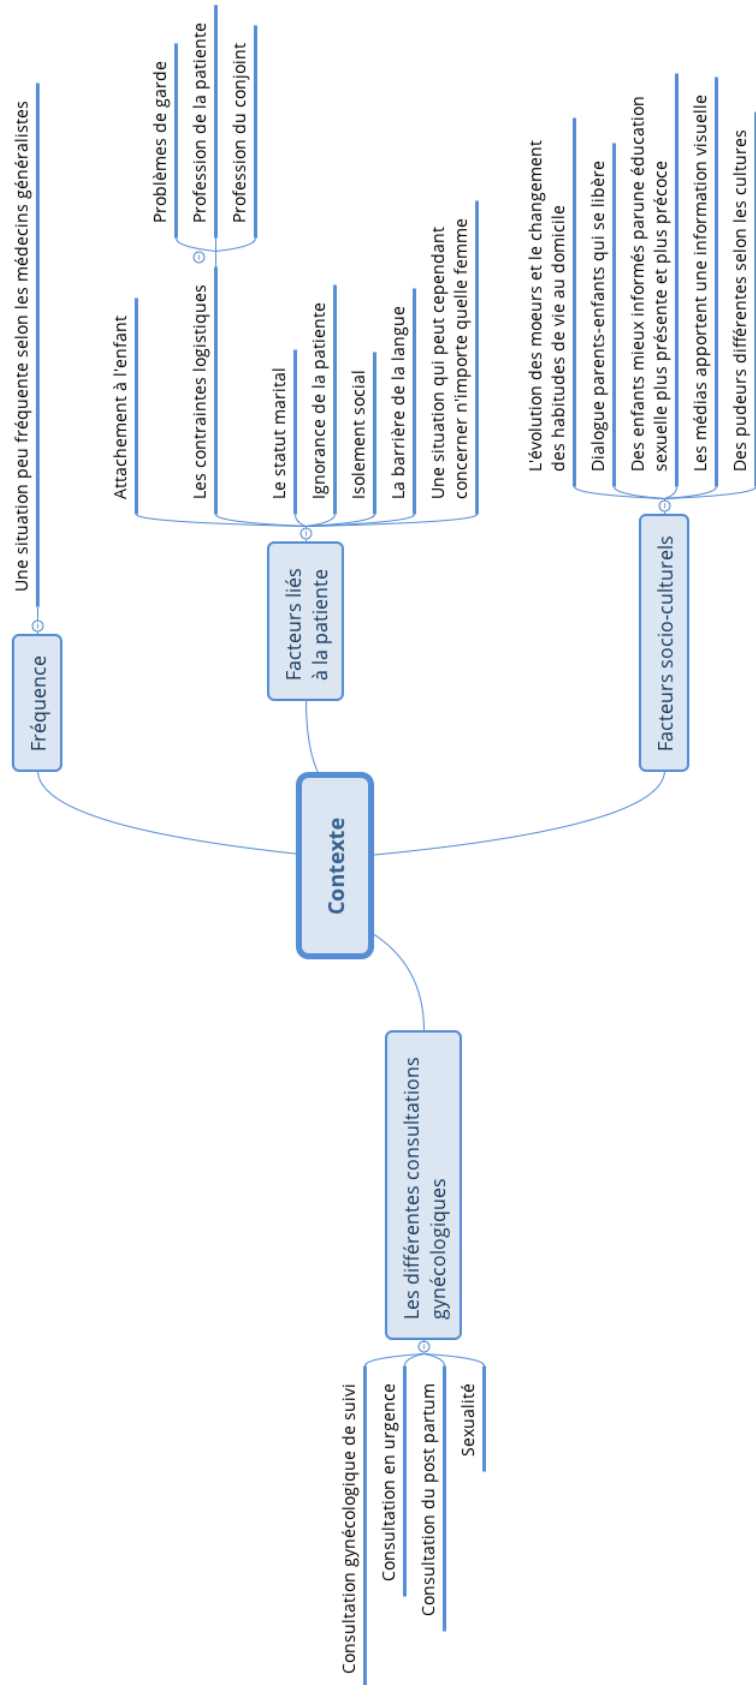 Contexte
Fréquence
Une situation peu fréquente selon les médecins généralistes
Facteurs liés
à la patiente
Attachement à l'enfant
Les contraintes logistiques
Problèmes de garde
Profession de la patiente
Profession du conjoint
Le statut marital
Ignorance de la patiente
Isolement social
La barrière de la langue
Une situation qui peut cependant
concerner n'importe quelle femme
Facteurs socio-culturels
L'évolution des moeurs et le changement
des habitudes de vie au domicile
Dialogue parents-enfants qui se libère
Des enfants mieux informés parune éducation
sexuelle plus présente et plus précoce
Les médias apportent une information visuelle
Des pudeurs différentes selon les cultures
Les différentes consultations
gynécologiques
Consultation gynécologique de suivi
Consultation en urgence
Consultation du post partum
Sexualité